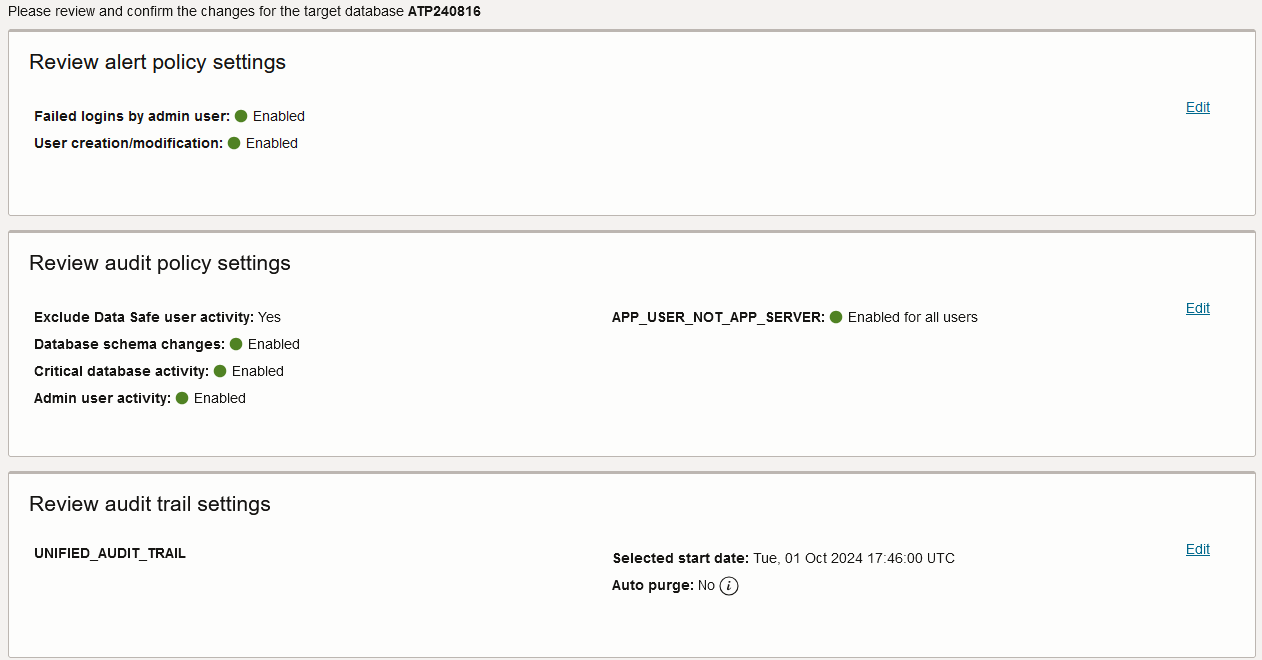 Please review and confirm the changes for the target database ATP240816
Review alert policy settings
Edit
Failed logins by admin user: Enabled
User creation/modification: Enabled
Review audit policy settings
Edit
Exclude Data Safe user activity: Yes
Database schema changes: Enabled
Critical database activity: Enabled
Admin user activity: Enabled
APP_USER_NOT_APP_SERVER: Enabled for all users
Review audit trail settings
Edit
UNIFIED_AUDIT_TRAIL
Selected start date: Tue, 01 Oct 2024 17:46:00 UTC
Auto purge: No i